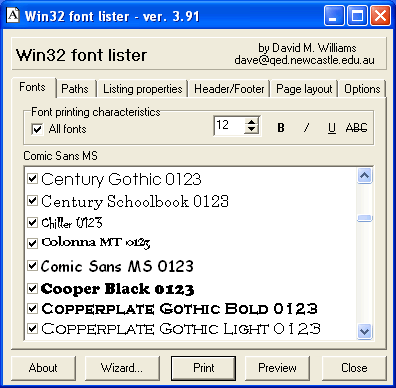 Win32 font lister - ver. 3.91
Win32 font lister
by David M. Williams
dave@qed.newcastle.edu.au
Fonts Paths Listing properties Header/Footer Page layout Options
Font printing characteristics
All fonts 12 B / U ABC
Comic Sans MS
Century Gothic 0123
Century Schoolbook 0123
Chiller 0123
Colonna MT 0123
Comic Sans MS 0123
Cooper Black 0123
Copperplate Gothic Bold 0123
Copperplate Gothic Light 0123
About Wizard... Print Preview Close